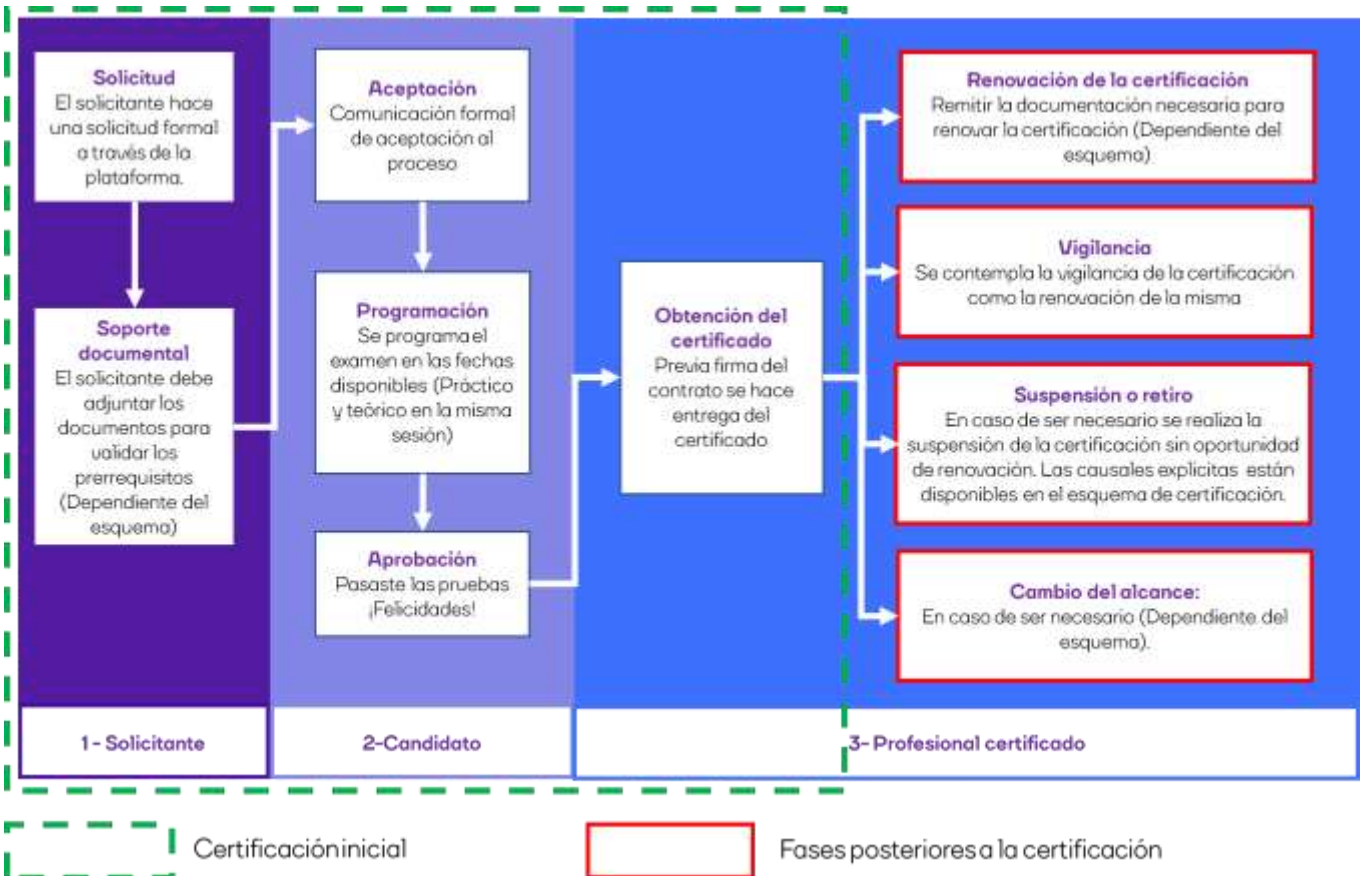 Solicitud
El solicitante hace
una solicitud formal
a través de la
plataforma.
Soporte
documental
El solicitante debe
adjuntar los
documentos para
validar los
prerrequisitos
(Dependiente del
esquema)
Aceptación
Comunicación formal
de aceptación al
proceso
Programación
Se programa el
examen en las fechas
disponibles (Práctico
y teórico en la misma
sesión)
Aprobación
Pasaste las pruebas
¡Felicidades!
Obtención del
certificado
Previa firma del
contrato se hace
entrega del
certificado
Renovación de la certificación
Remitir la documentación necesaria para
renovar la certificación (Dependiente del
esquema)
Vigilancia
Se contempla la vigilancia de la certificación
como la renovación de la misma
Suspensión o retiro
En caso de ser necesario se realiza la
suspensión de la certificación sin oportunidad
de renovación. Las causales explicitas están
disponibles en el esquema de certificación.
Cambio del alcance:
En caso de ser necesario (Dependiente del
esquema).
1 - Solicitante
2-Candidato
3- Profesional certificado
Certificación inicial
Fases posteriores a la certificación